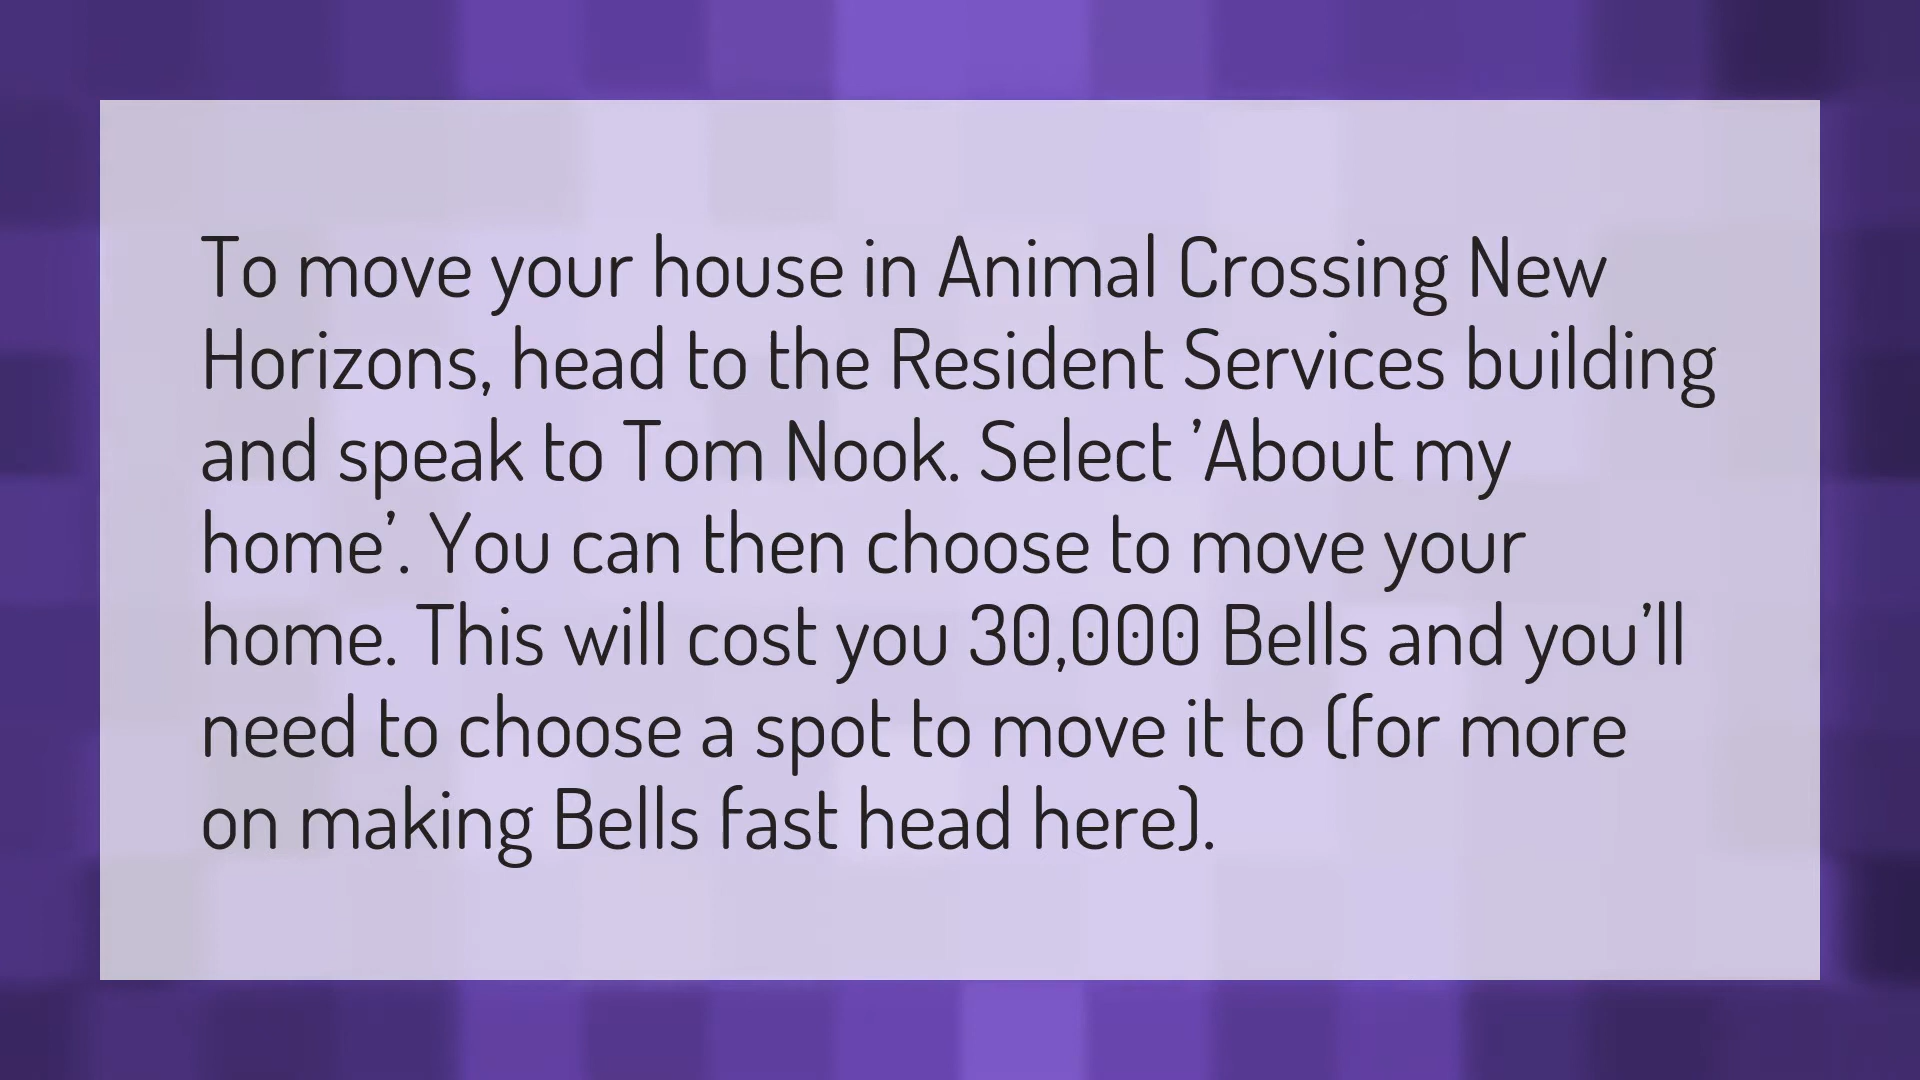 To move your house in Animal Crossing New
Horizons, head to the Resident Services building
and speak to Tom Nook. Select 'About my
home'. You can then choose to move your
home. This will cost you 30,000 Bells and you'll
need to choose a spot to move it to (for more
on making Bells fast head here).